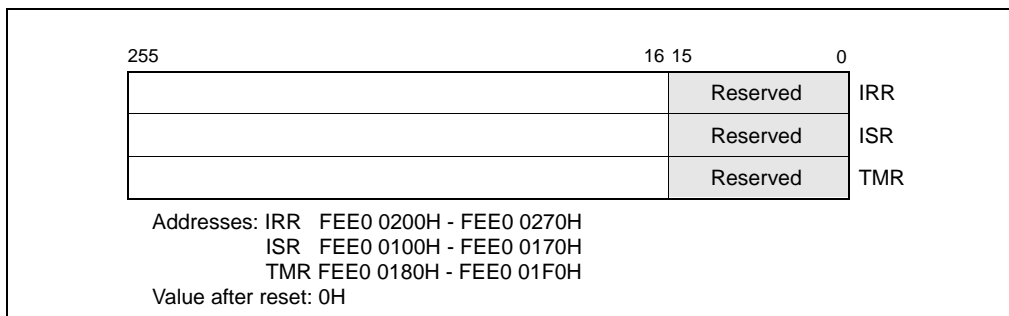 255 16 15 0
Reserved IRR
Reserved ISR
Reserved TMR
Addresses: IRR FEE0 0200H - FEE0 0270H
ISR FEE0 0100H - FEE0 0170H
TMR FEE0 0180H - FEE0 01F0H
Value after reset: 0H